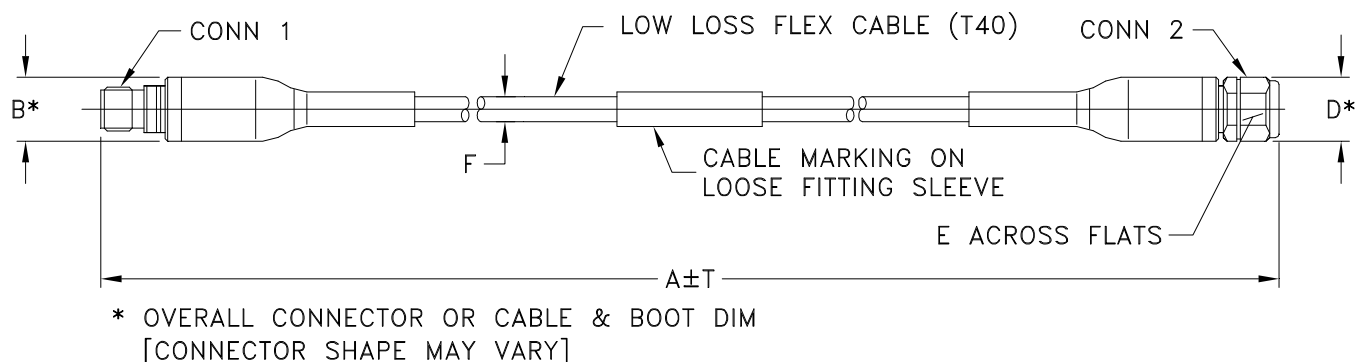 CONN 1
LOW LOSS FLEX CABLE (T40)
CONN 2
B*
D*
F
CABLE MARKING ON
LOOSE FITTING SLEEVE
E ACROSS FLATS
A±T
* OVERALL CONNECTOR OR CABLE & BOOT DIM
[CONNECTOR SHAPE MAY VARY]